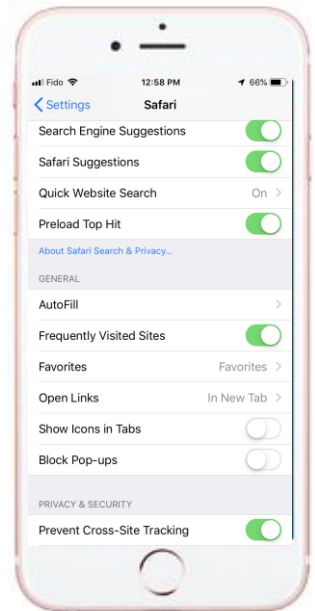 Fido 12:58 PM 66%
Settings Safari
Search Engine Suggestions
Safari Suggestions
Quick Website Search On
Preload Top Hit
About Safari Search & Privacy...
GENERAL
AutoFill
Frequently Visited Sites
Favorites Favorites
Open Links In New Tab
Show Icons in Tabs
Block Pop-ups
PRIVACY & SECURITY
Prevent Cross-Site Tracking